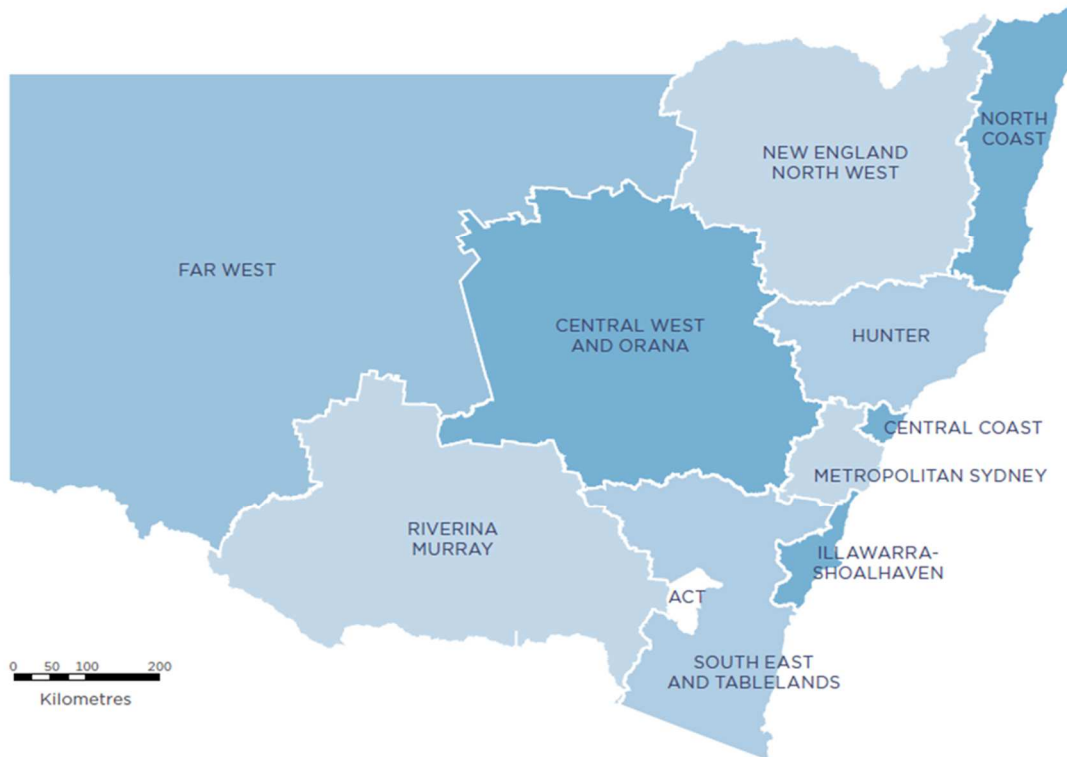 NORTH
COAST
NEW ENGLAND
NORTH WEST
FAR WEST
CENTRAL WEST
AND ORANA
HUNTER
CENTRAL COAST
METROPOLITAN SYDNEY
RIVERINA
MURRAY
ILLAWARRA-
SHOALHAVEN
ACT
SOUTH EAST
AND TABLELANDS
0 50 100 200
Kilometres